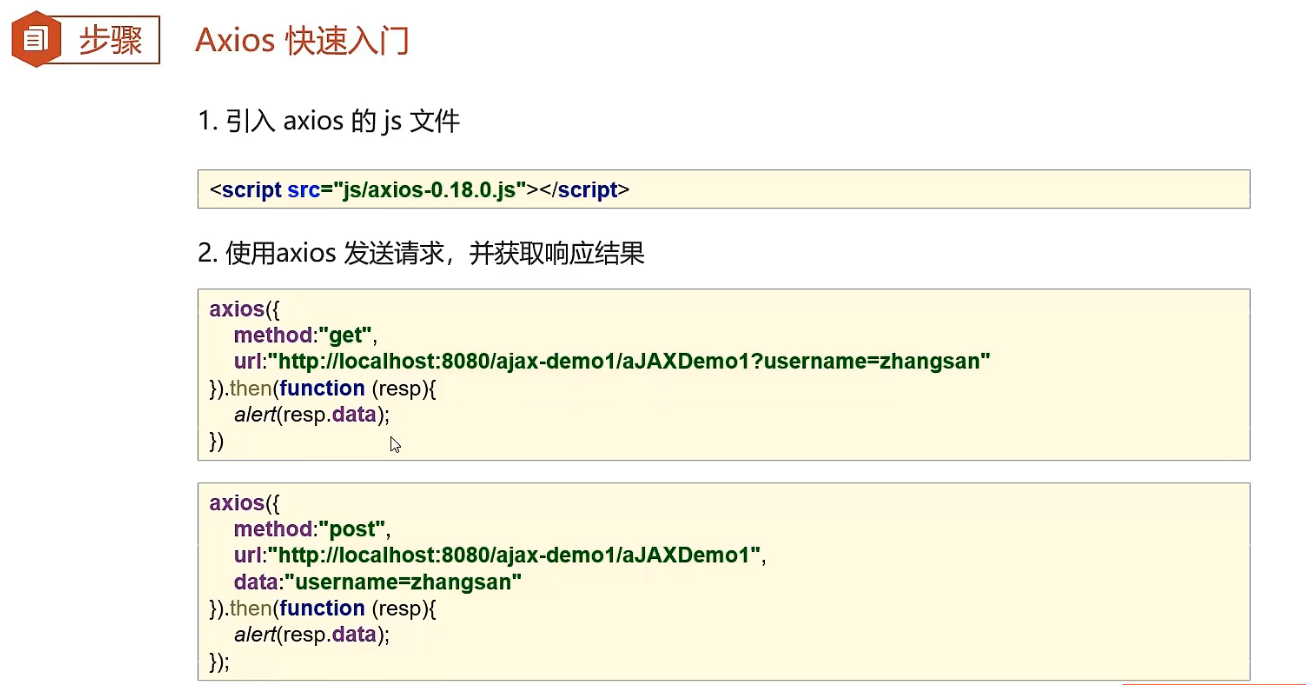 步骤
Axios 快速入门
1. 引入 axios 的 js 文件
<script src="js/axios-0.18.0.js"></script>
2. 使用axios 发送请求，并获取响应结果
axios({
    method:"get",
    url:"http://localhost:8080/ajax-demo1/aJAXDemo1?username=zhangsan"
}).then(function (resp){
    alert(resp.data);
})
axios({
    method:"post",
    url:"http://localhost:8080/ajax-demo1/aJAXDemo1",
    data:"username=zhangsan"
}).then(function (resp){
    alert(resp.data);
});